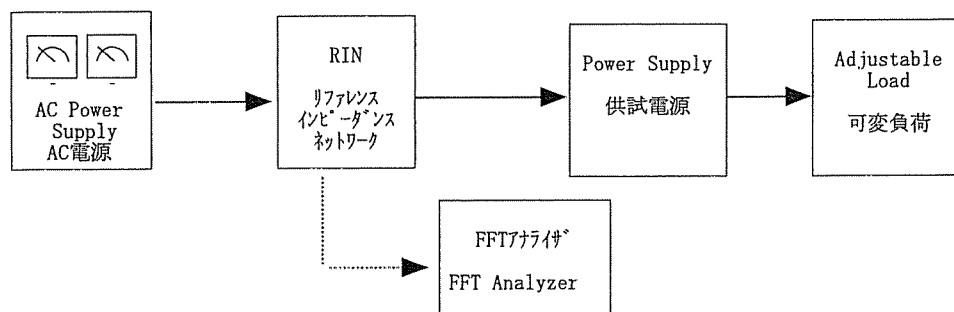 AC Power
Supply
AC電源
RIN
ﾘﾌｧﾚﾝｽ
ｲﾝﾋﾟｰﾀﾞﾝｽ
ﾈｯﾄﾜｰｸ
Power Supply
供試電源
Adjustable
Load
可変負荷
FFTｱﾅﾗｲｻﾞ
FFT Analyzer